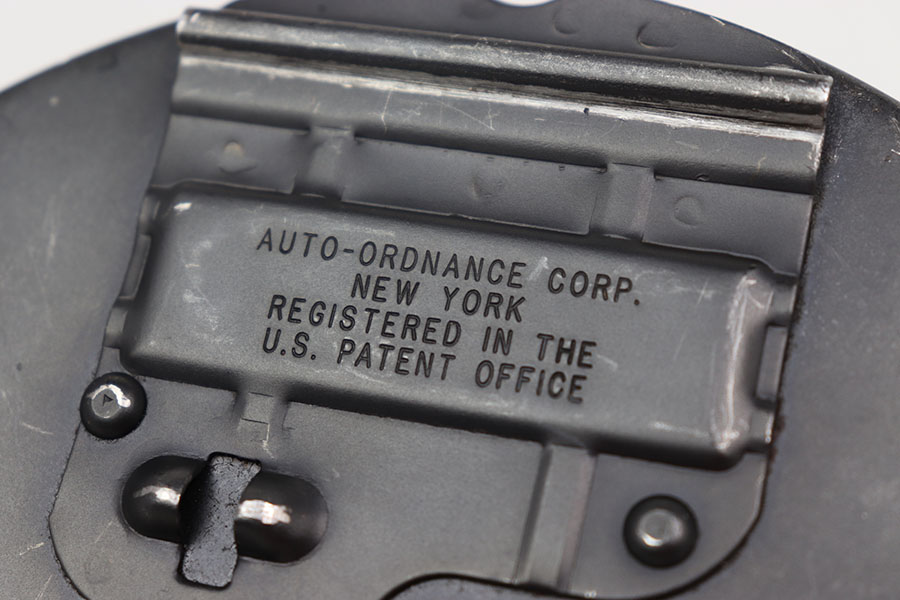 AUTO-ORDNANCE CORP.
NEW YORK
REGISTERED IN THE
U.S. PATENT OFFICE